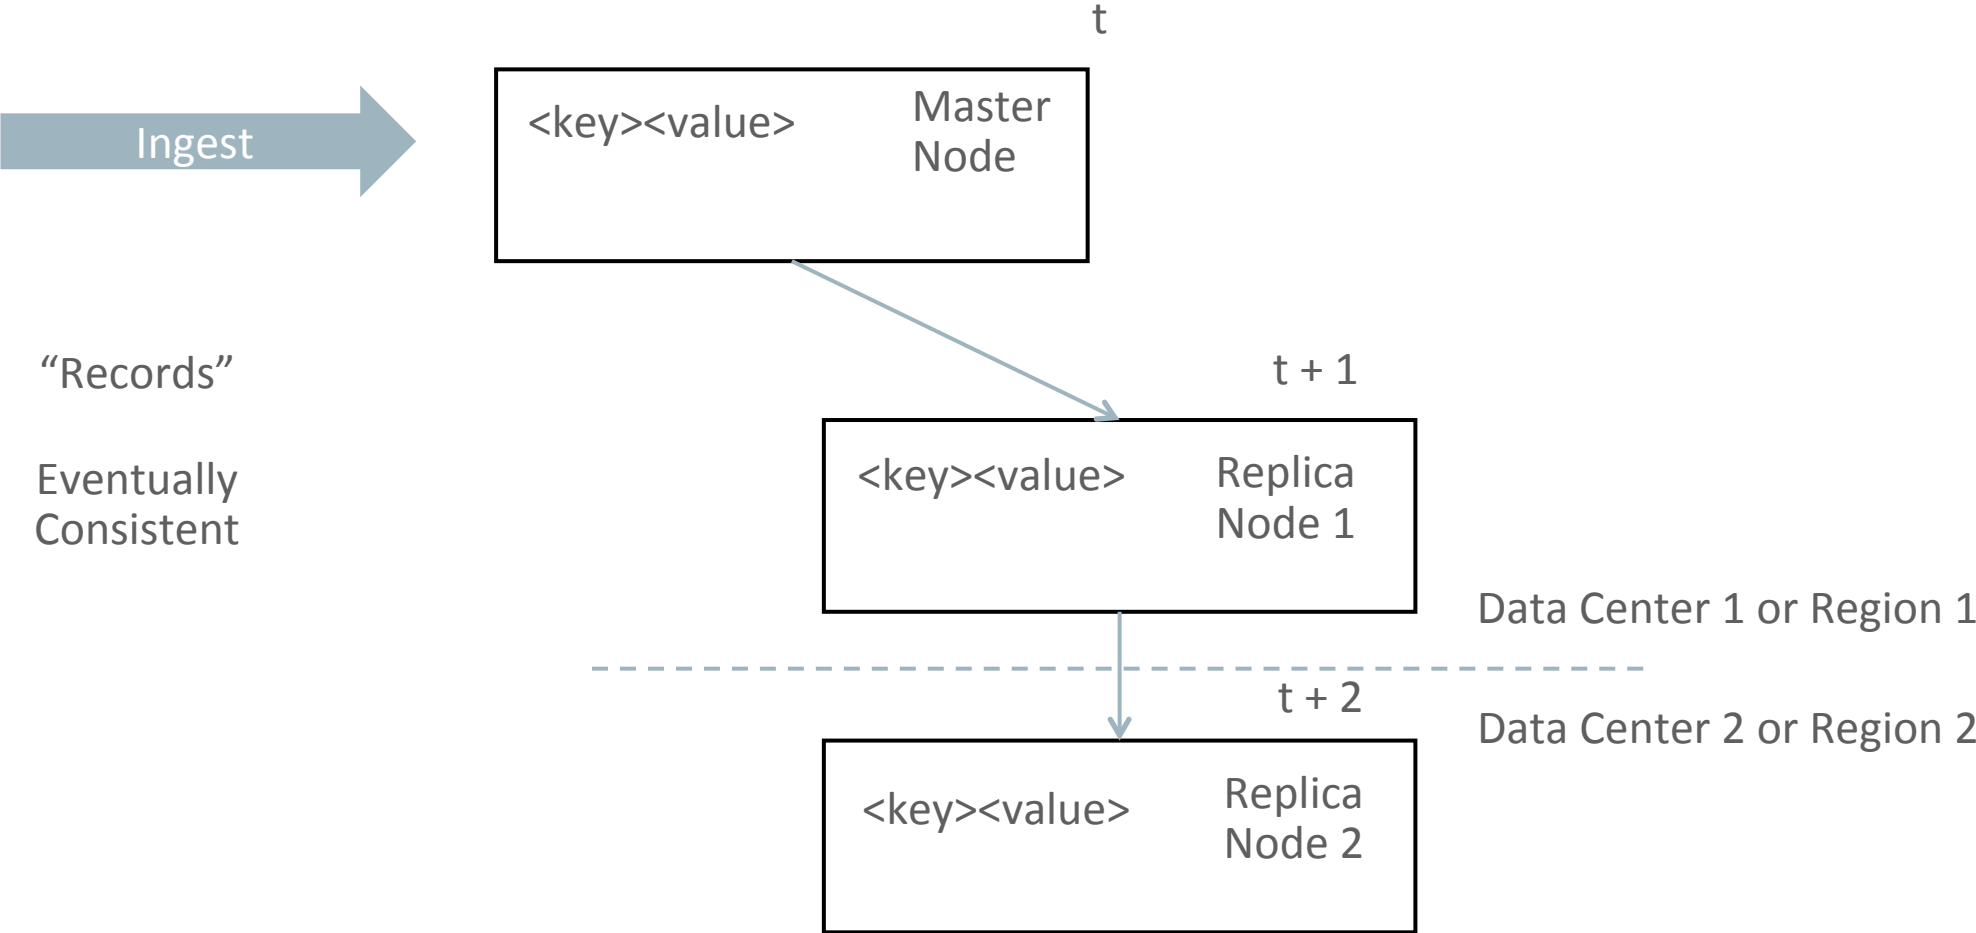 t
Ingest
<key><value>
Master
Node
“Records”
Eventually
Consistent
t + 1
<key><value>
Replica
Node 1
Data Center 1 or Region 1
t + 2
Data Center 2 or Region 2
<key><value>
Replica
Node 2